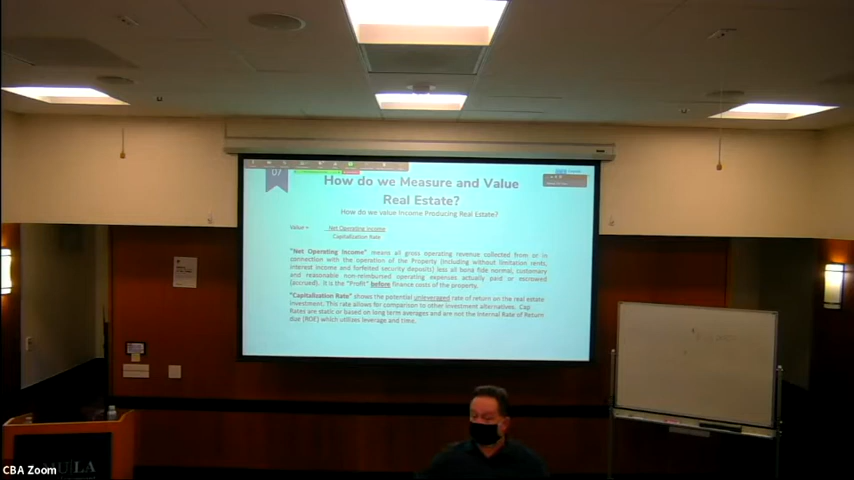 07
How do we Measure and Value
Real Estate?
How do we value Income Producing Real Estate?
Value = Net Operating Income
Capitalization Rate
"Net Operating Income" means all gross operating revenue collected from or in
connection with the operation of the Property (including without limitation rents,
interest income and forfeited security deposits) less all bona fide normal, customary
and reasonable non-reimbursed operating expenses actually paid or escrowed
(accrued). It is the "Profit" before finance costs of the property.
"Capitalization Rate" shows the potential unleveraged rate of return on the real estate
investment. This rate allows for comparison to other investment alternatives. Cap
Rates are static or based on long term averages and are not the Internal Rate of Return
due (ROE) which utilizes leverage and time.
CBA Zoom